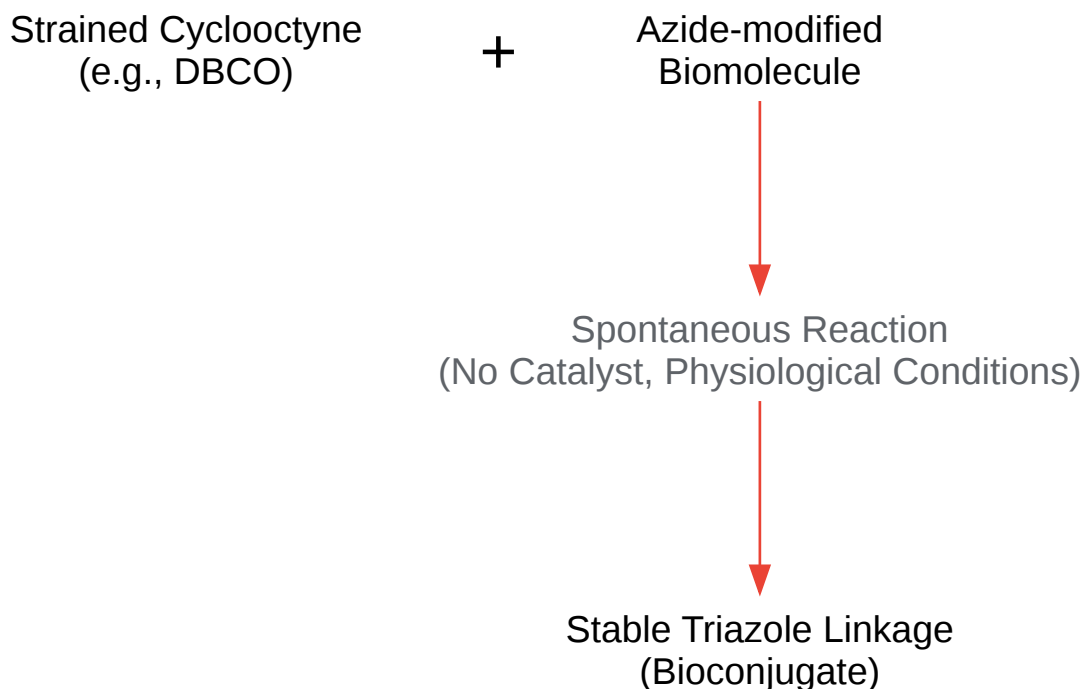 Strained Cyclooctyne
(e.g., DBCO)
+
Azide-modified
Biomolecule
Spontaneous Reaction
(No Catalyst, Physiological Conditions)
Stable Triazole Linkage
(Bioconjugate)